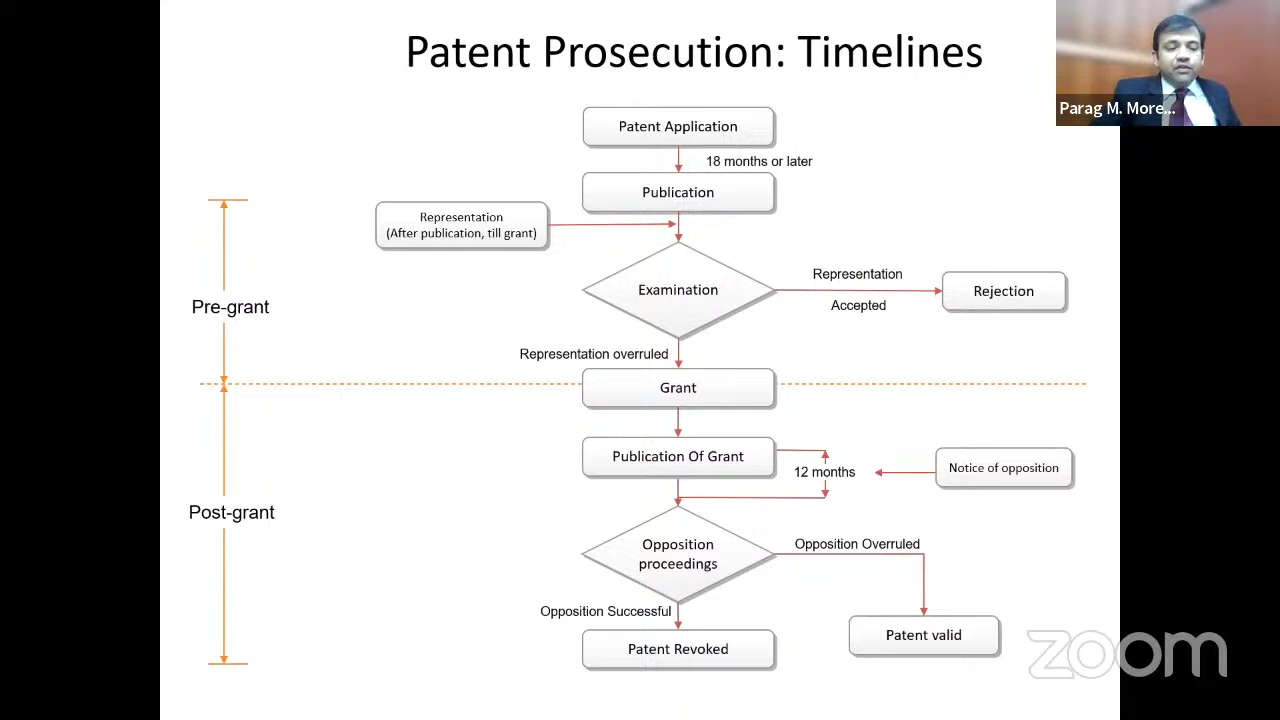 Patent Prosecution: Timelines
Parag M. More...
Patent Application
18 months or later
Publication
Representation
(After publication, till grant)
Examination
Representation
Accepted
Rejection
Pre-grant
Representation overruled
Grant
Publication Of Grant
12 months
Notice of opposition
Post-grant
Opposition
proceedings
Opposition Overruled
Opposition Successful
Patent Revoked
Patent valid
zoom